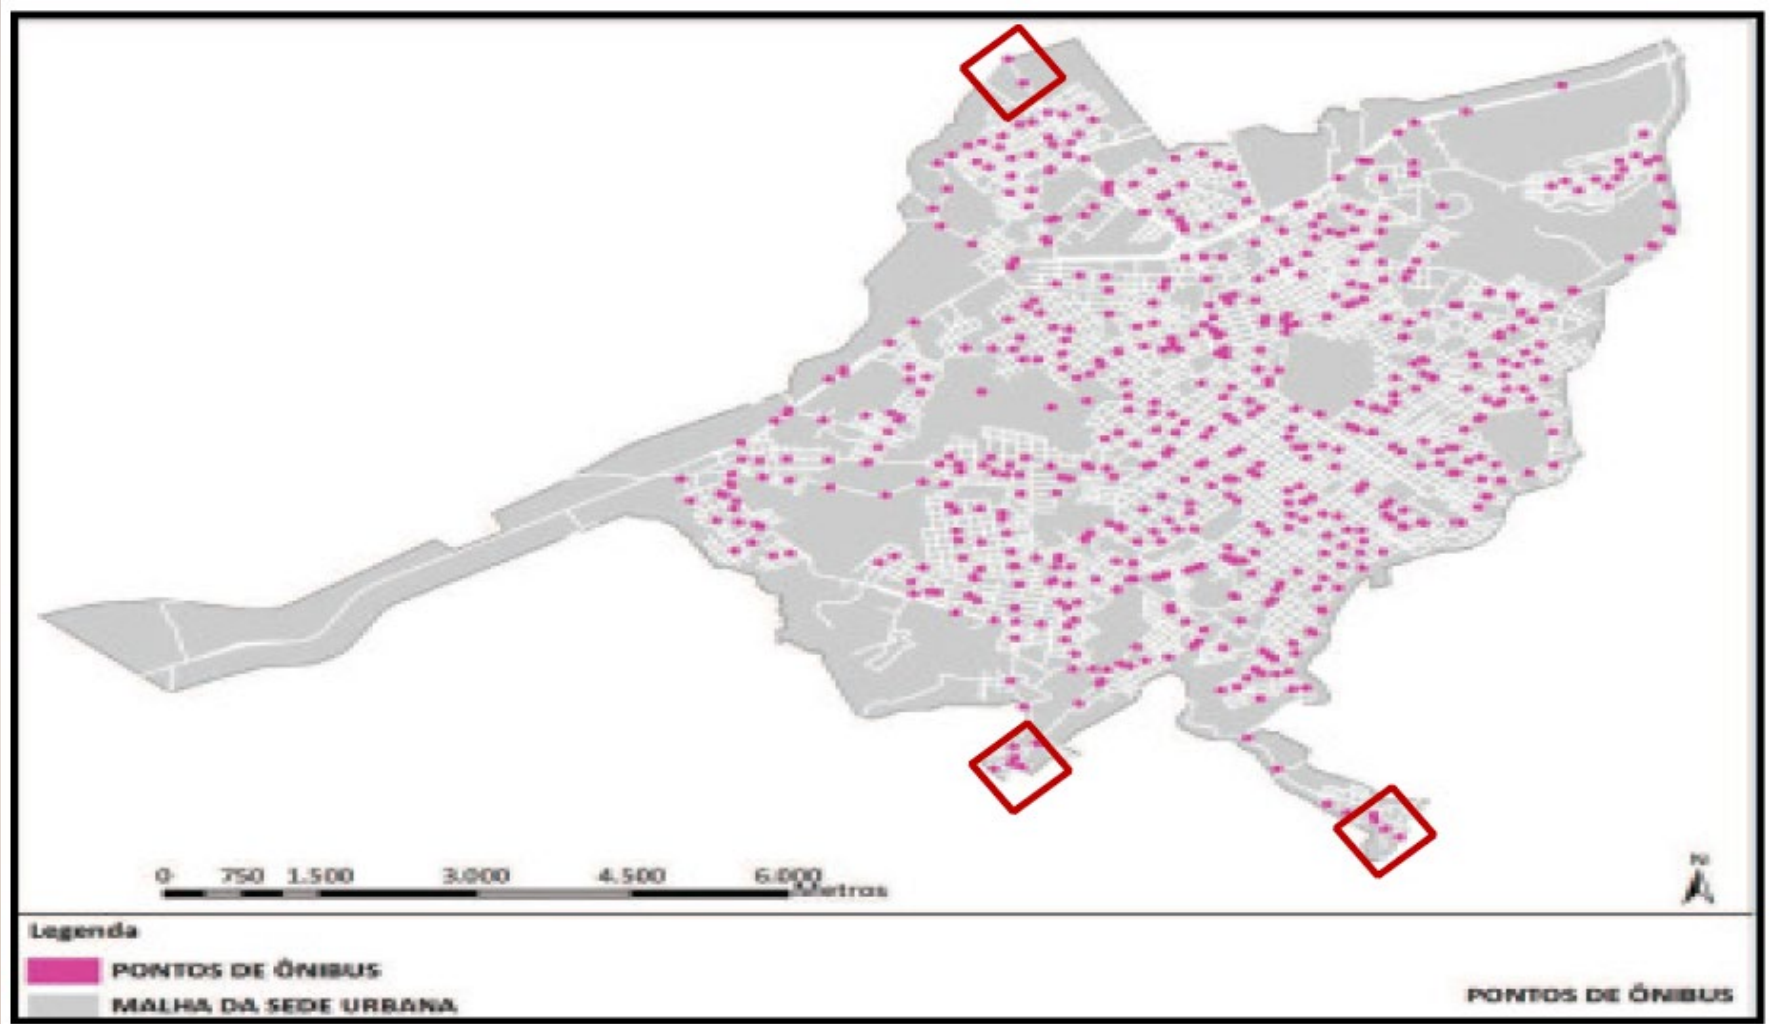 N
0 750 1.500 3.000 4.500 6.000
Metros
Legenda
PONTOS DE ÔNIBUS
MALHA DA SEDE URBANA
PONTOS DE ÔNIBUS